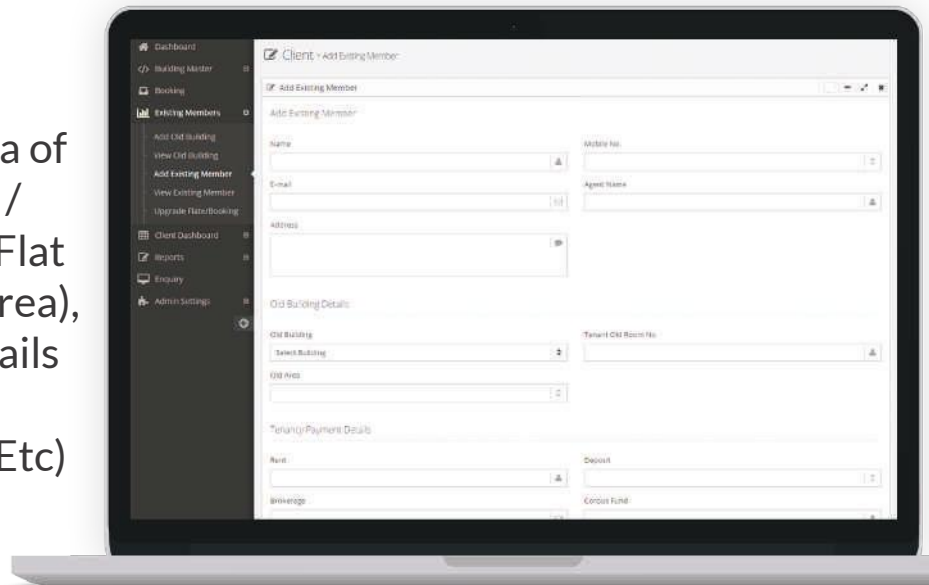 a of
/
Flat
rea),
ails
Etc)
Dashboard
Building Master
Booking
Existing Members
Add Old Building
View Old Building
Add Existing Member
View Existing Member
Upgrade Flate/Booking
Client Dashboard
Reports
Enquiry
Admin Settings
Client > Add Existing Member
Add Existing Member
Add Existing Member
Name
Mobile No.
E-mail
Agent Name
Address
Old Building Details
Old Building
Tenant Old Room No.
Select Building
Old Area
Tenancy Payment Details
Rent
Deposit
Brokerage
Corpus Fund